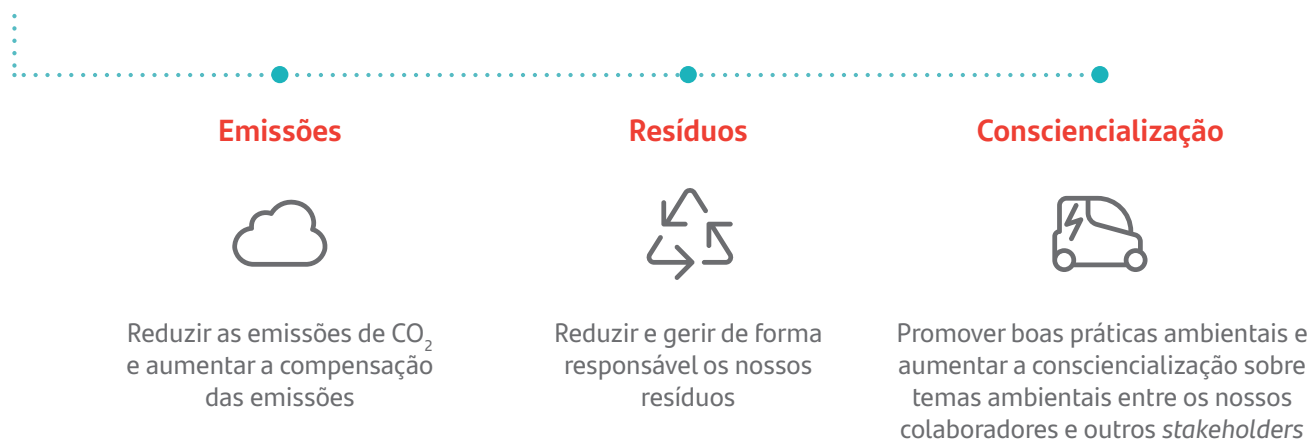 Emissões
Reduzir as emissões de CO₂
e aumentar a compensação
das emissões
Resíduos
Reduzir e gerir de forma
responsável os nossos
resíduos
Consciencialização
Promover boas práticas ambientais e
aumentar a consciencialização sobre
temas ambientais entre os nossos
colaboradores e outros stakeholders